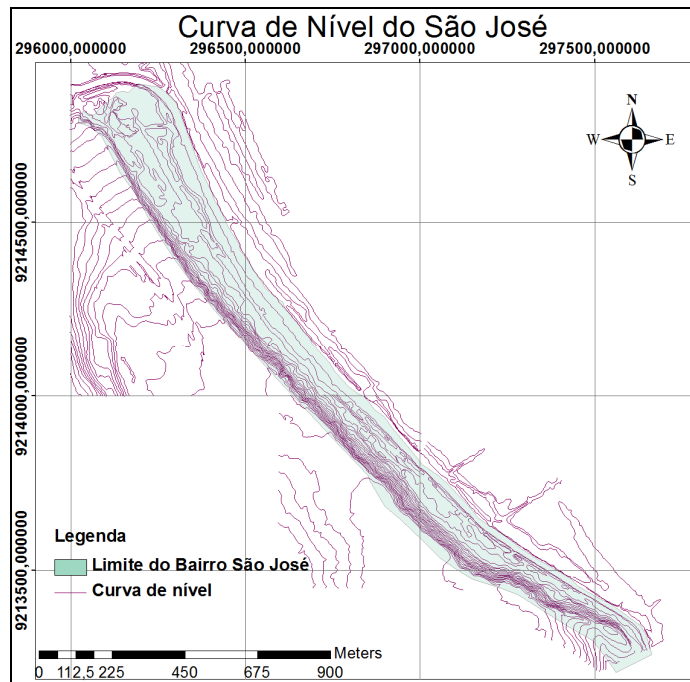 Curva de Nível do São José
296000,000000 296500,000000 297000,000000 297500,000000
N
W E
S
9214500,000000
9214000,000000
9213500,000000
Legenda
Limite do Bairro São José
Curva de nível
Meters
0 112,5 225 450 675 900